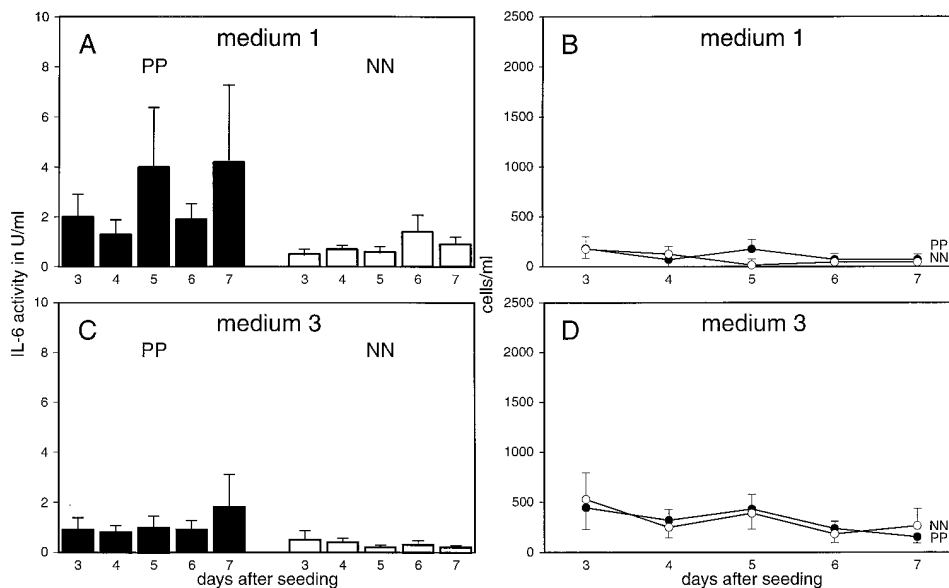 A
medium 1
PP
NN
10
8
6
4
2
0
3 4 5 6 7 3 4 5 6 7
IL-6 activity in U/ml
B
medium 1
2500
2000
1500
1000
500
0
PP
NN
3 4 5 6 7
cells/ml
C
medium 3
PP
NN
10
8
6
4
2
0
3 4 5 6 7 3 4 5 6 7
days after seeding
D
medium 3
2500
2000
1500
1000
500
0
NN
PP
3 4 5 6 7
days after seeding